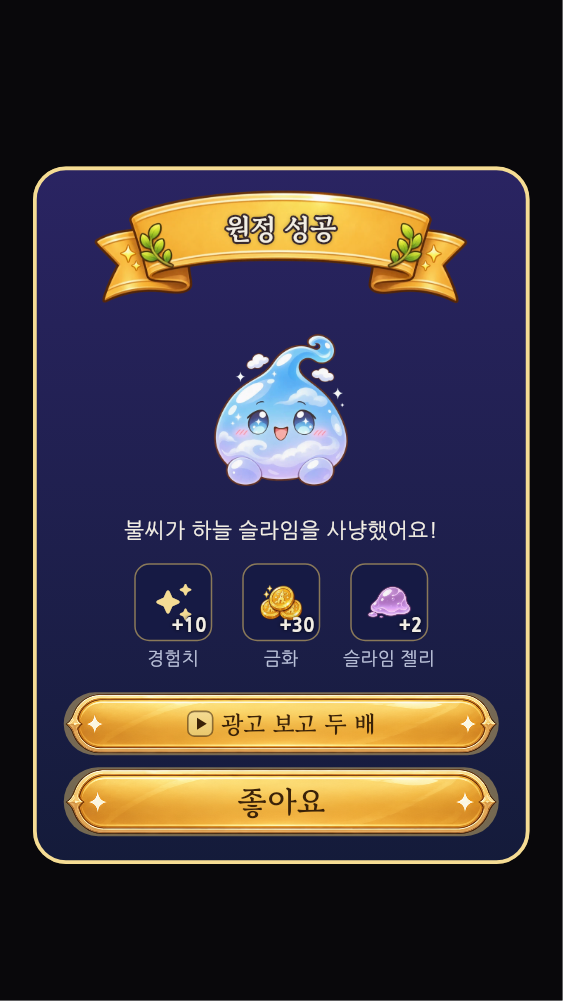 원정 성공
불씨가 하늘 슬라임을 사냥했어요!
+10
+30
+2
경험치
금화
슬라임 젤리
광고 보고 두 배
좋아요